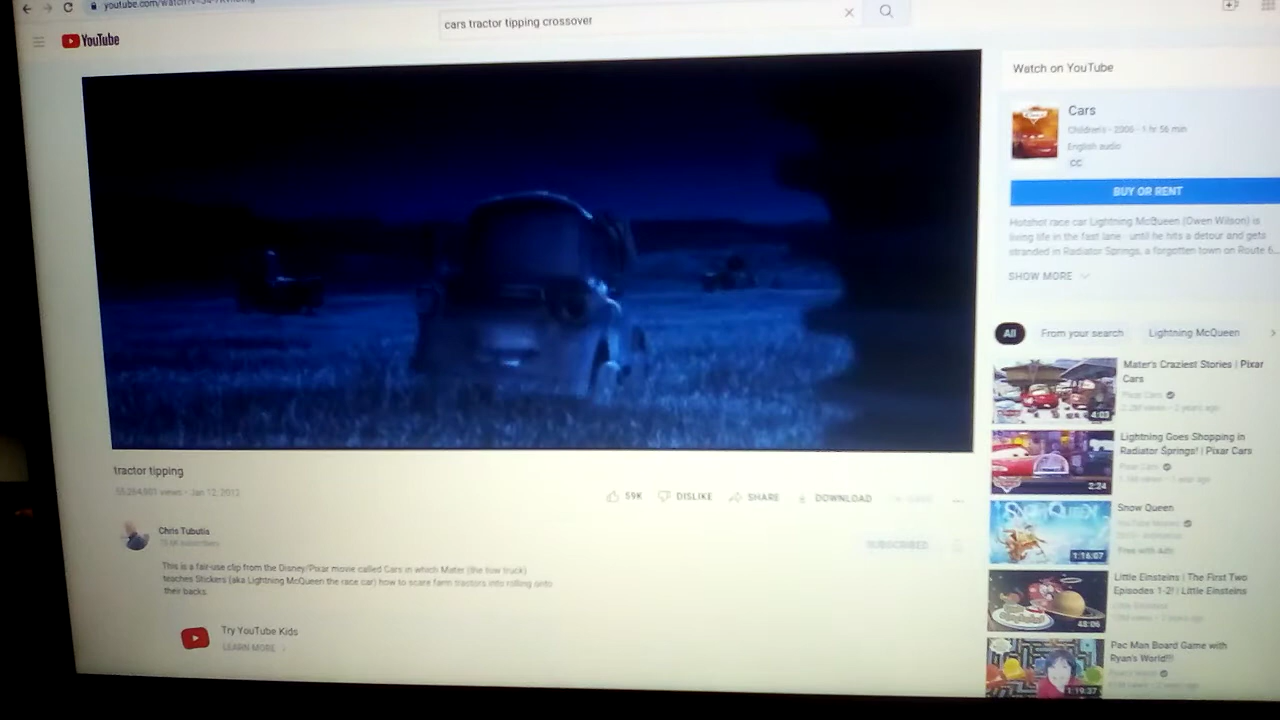 cars tractor tipping crossover
YouTube
tractor tipping
Jan 12, 2012
59K
DISLIKE
SHARE
DOWNLOAD
Chris Tubutis
SUBSCRIBED
This is a fair-use clip from the Disney/Pixar movie called Cars in which Mater (the tow truck)
teaches Stickers (aka Lightning McQueen the race car) how to scare farm tractors into rolling onto
their backs.
Try YouTube Kids
LEARN MORE
Watch on YouTube
Cars
Children's • 2006 • 1 hr 56 min
English audio
CC
BUY OR RENT
Hotshot race car Lightning McQueen (Owen Wilson) is
living life in the fast lane - until he hits a detour and gets
stranded in Radiator Springs, a forgotten town on Route 6...
SHOW MORE
All
From your search
Lightning McQueen
Mater's Craziest Stories | Pixar
Cars
Pixar Cars
4:03
Lightning Goes Shopping in
Radiator Springs! | Pixar Cars
Pixar Cars
2:24
Snow Queen
YouTube Movies
Free with Ads
1:16:07
Little Einsteins | The First Two
Episodes 1-2! | Little Einsteins
48:06
Pac Man Board Game with
Ryan's World!!!
1:19:37